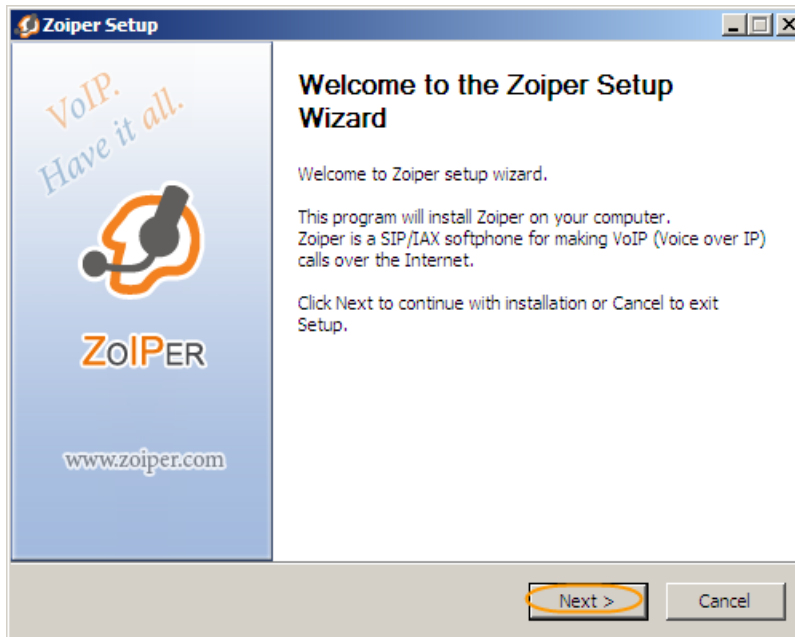 Zoiper Setup
VoIP.
Have it all.
ZoIPER
www.zoiper.com
Welcome to the Zoiper Setup
Wizard
Welcome to Zoiper setup wizard.
This program will install Zoiper on your computer.
Zoiper is a SIP/IAX softphone for making VoIP (Voice over IP)
calls over the Internet.
Click Next to continue with installation or Cancel to exit
Setup.
Next >
Cancel